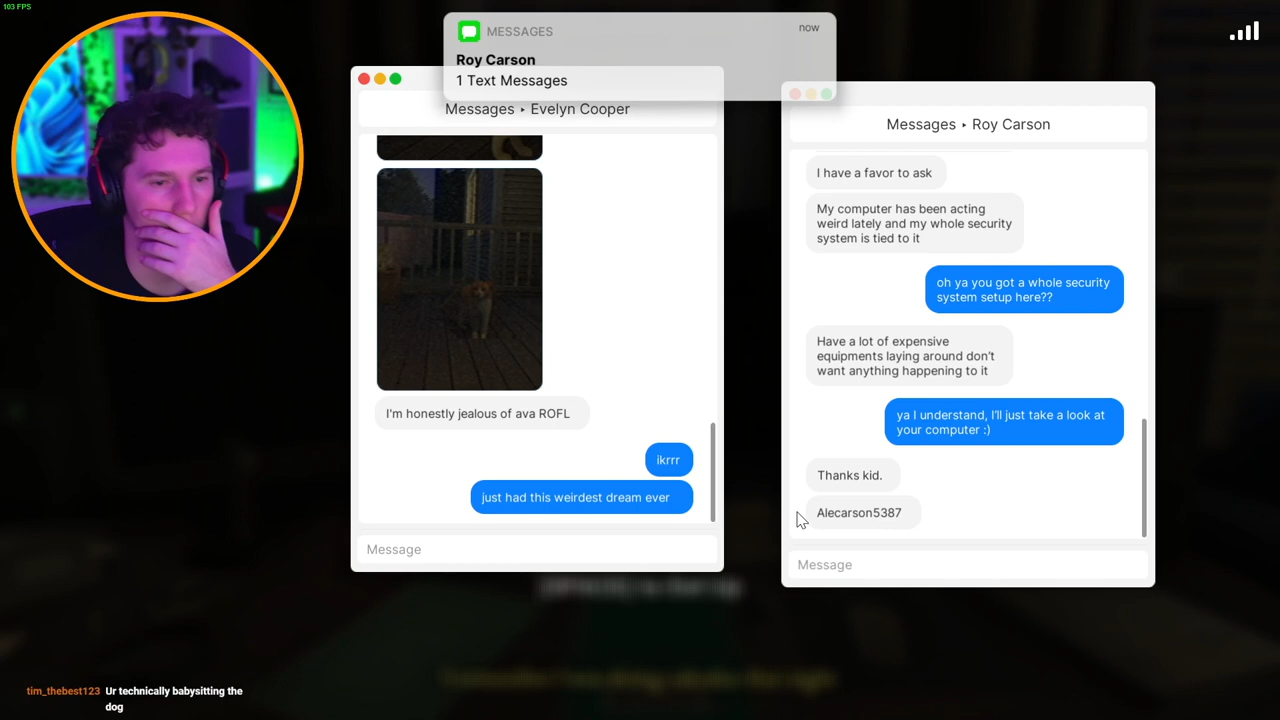 103 FPS
MESSAGES
now
Roy Carson
1 Text Messages
Messages ‣ Evelyn Cooper
I'm honestly jealous of ava ROFL
ikrrr
just had this weirdest dream ever
Message
Messages ‣ Roy Carson
I have a favor to ask
My computer has been acting
weird lately and my whole security
system is tied to it
oh ya you got a whole security
system setup here??
Have a lot of expensive
equipments laying around don't
want anything happening to it
ya I understand, I'll just take a look at
your computer :)
Thanks kid.
Alecarson5387
Message
tim_thebest123 Ur technically babysitting the
dog